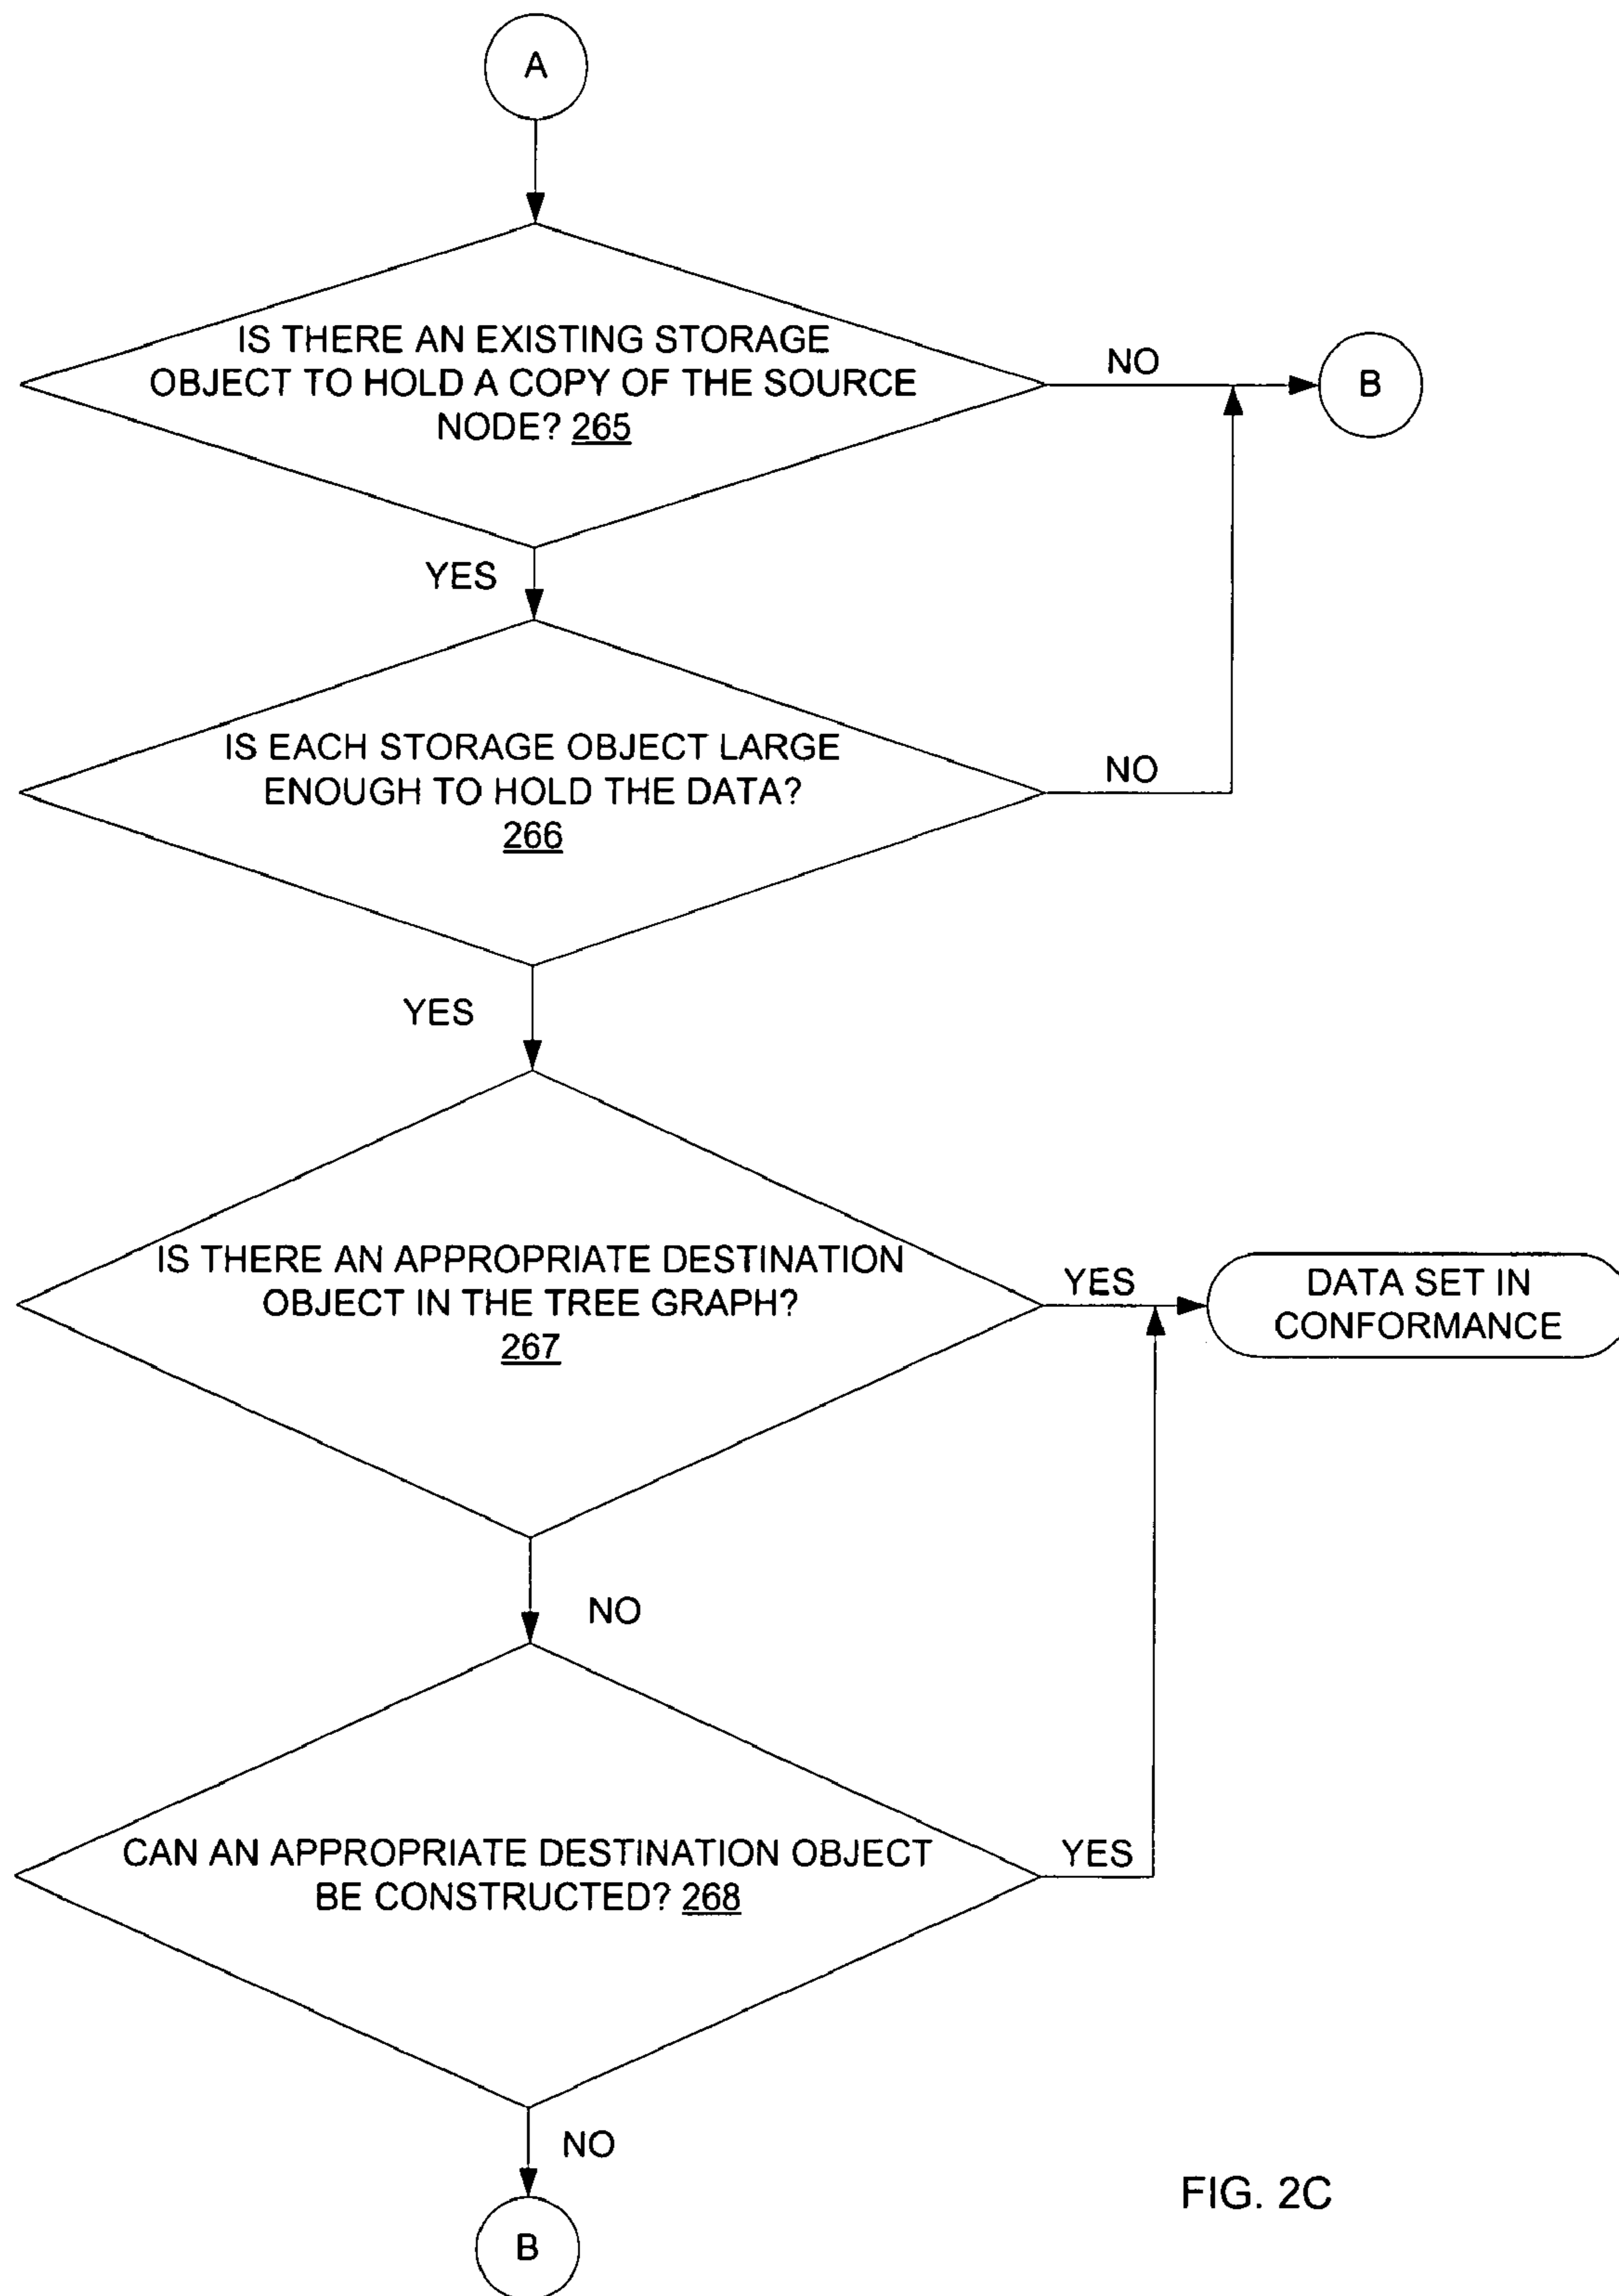 A
IS THERE AN EXISTING STORAGE
OBJECT TO HOLD A COPY OF THE SOURCE
NODE? 265
NO
B
YES
IS EACH STORAGE OBJECT LARGE
ENOUGH TO HOLD THE DATA?
266
NO
YES
IS THERE AN APPROPRIATE DESTINATION
OBJECT IN THE TREE GRAPH?
267
YES
DATA SET IN
CONFORMANCE
NO
CAN AN APPROPRIATE DESTINATION OBJECT
BE CONSTRUCTED? 268
YES
NO
B
FIG. 2C